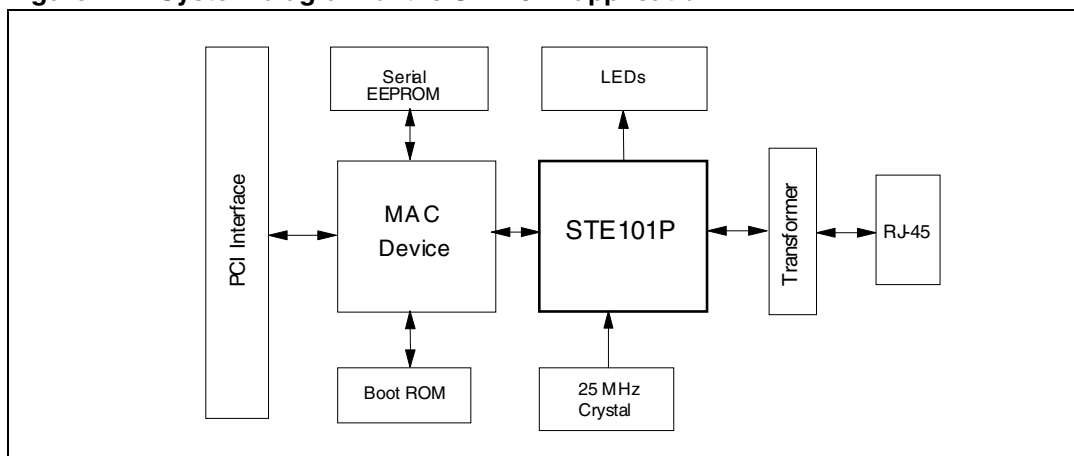 Serial
EEPROM
LEDs
PCI Interface
MAC
Device
STE101P
Transformer
RJ-45
Boot ROM
25 MHz
Crystal